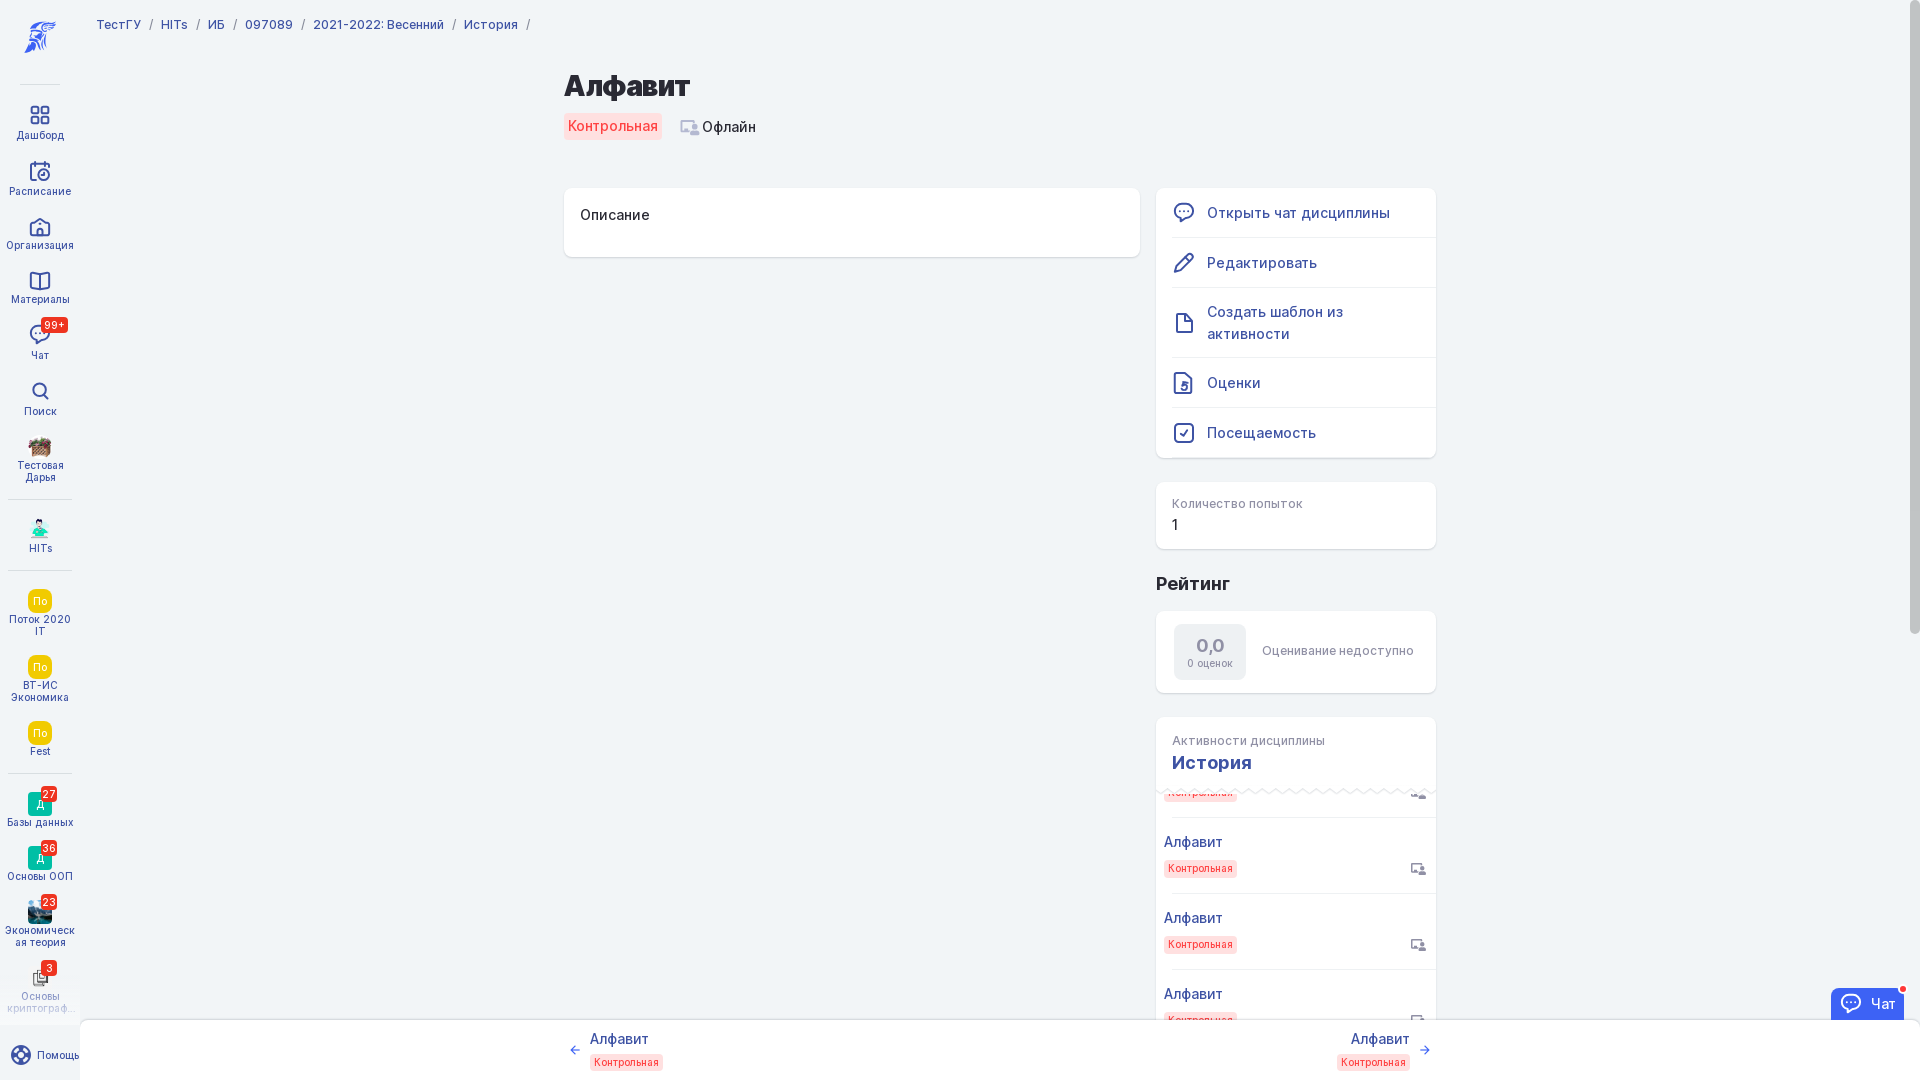 ТестГУ / HITs / ИБ / 097089 / 2021-2022: Весенний / История /
Дашборд
Расписание
Организация
Материалы
99+
Чат
Поиск
Тестовая
Дарья
HITs
По
Поток 2020
IT
По
ВТ-ИС
Экономика
По
Fest
27
Д
Базы данных
36
Д
Основы ООП
23
Экономическ
ая теория
3
Основы
криптограф...
Помощь
Алфавит
Контрольная
Офлайн
Описание
Открыть чат дисциплины
Редактировать
Создать шаблон из
активности
Оценки
Посещаемость
Количество попыток
1
Рейтинг
0,0
0 оценок
Оценивание недоступно
Активности дисциплины
История
Контрольная
Алфавит
Контрольная
Алфавит
Контрольная
Алфавит
Контрольная
Чат
Алфавит
Контрольная
Алфавит
Контрольная